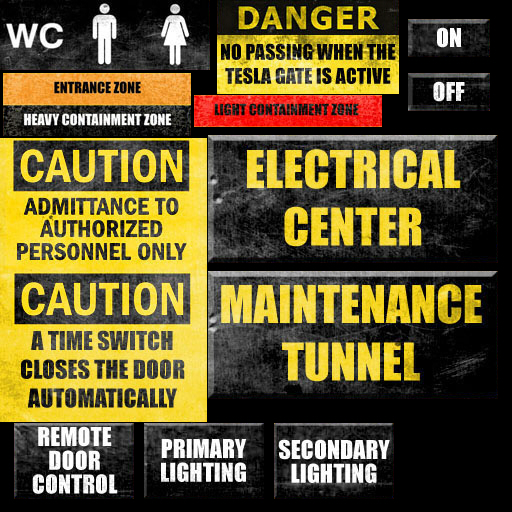 WC
DANGER
NO PASSING WHEN THE
TESLA GATE IS ACTIVE
ON
OFF
ENTRANCE ZONE
HEAVY CONTAINMENT ZONE
LIGHT CONTAINMENT ZONE
CAUTION
ADMITTANCE TO
AUTHORIZED
PERSONNEL ONLY
ELECTRICAL
CENTER
CAUTION
A TIME SWITCH
CLOSES THE DOOR
AUTOMATICALLY
MAINTENANCE
TUNNEL
REMOTE
DOOR
CONTROL
PRIMARY
LIGHTING
SECONDARY
LIGHTING